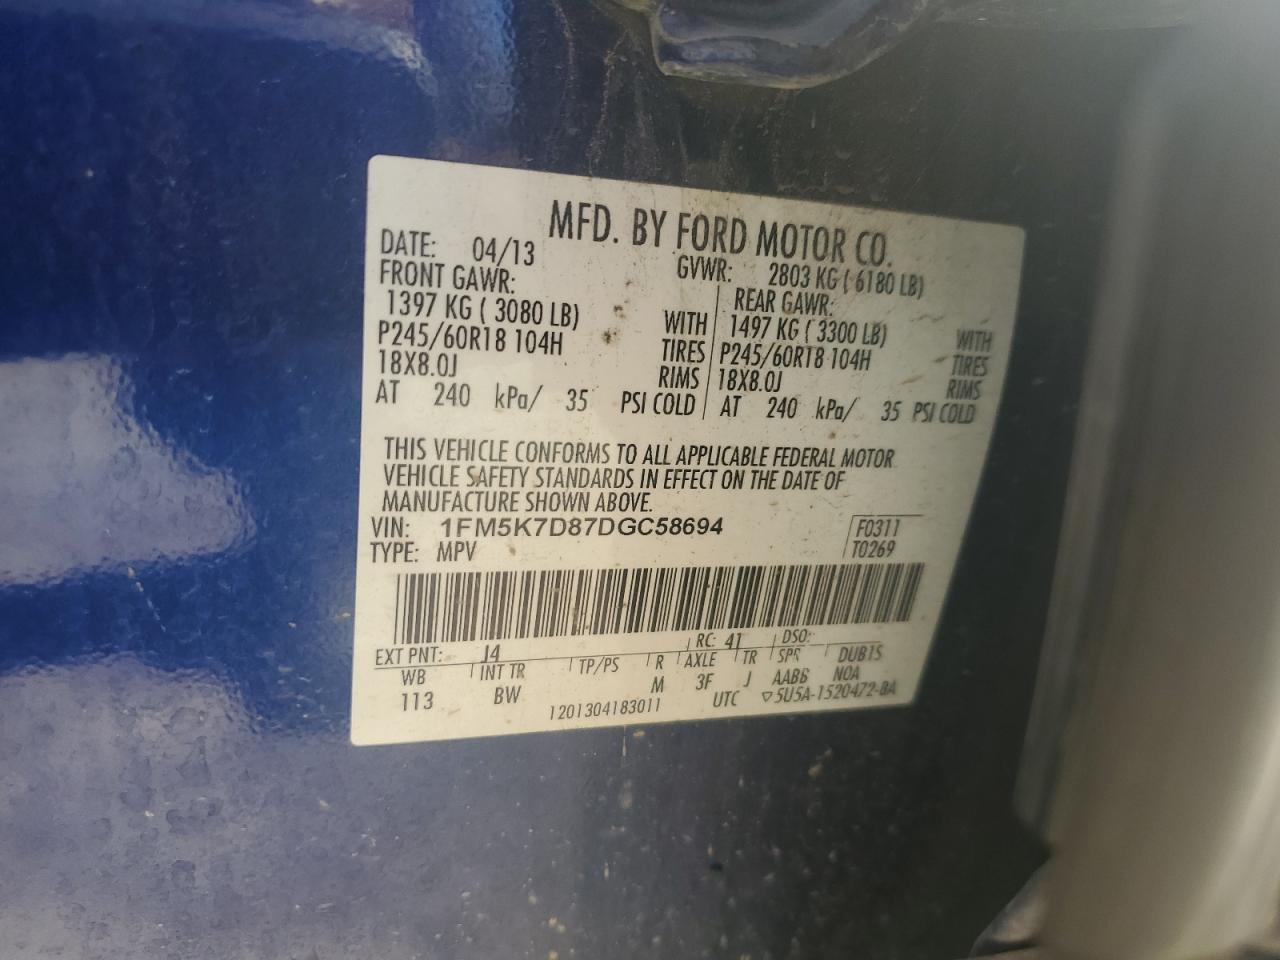 MFD. BY FORD MOTOR CO.
DATE: 04/13 GVWR: 2803 KG ( 6180 LB)
FRONT GAWR: REAR GAWR:
1397 KG ( 3080 LB) WITH 1497 KG ( 3300 LB) WITH
P245/60R18 104H TIRES P245/60R18 104H TIRES
18X8.0J RIMS 18X8.0J RIMS
AT 240 kPa/ 35 PSI COLD AT 240 kPa/ 35 PSI COLD
THIS VEHICLE CONFORMS TO ALL APPLICABLE FEDERAL MOTOR
VEHICLE SAFETY STANDARDS IN EFFECT ON THE DATE OF
MANUFACTURE SHOWN ABOVE.
VIN: 1FM5K7D87DGC58694 F0311
TYPE: MPV T0269
EXT PNT: J4 RC: 41 DSO:
WB INT TR TP/PS R AXLE TR SPR DUB15
113 BW M 3F J AABB NOA
1201304183011 UTC ▽5U5A-1520472-BA